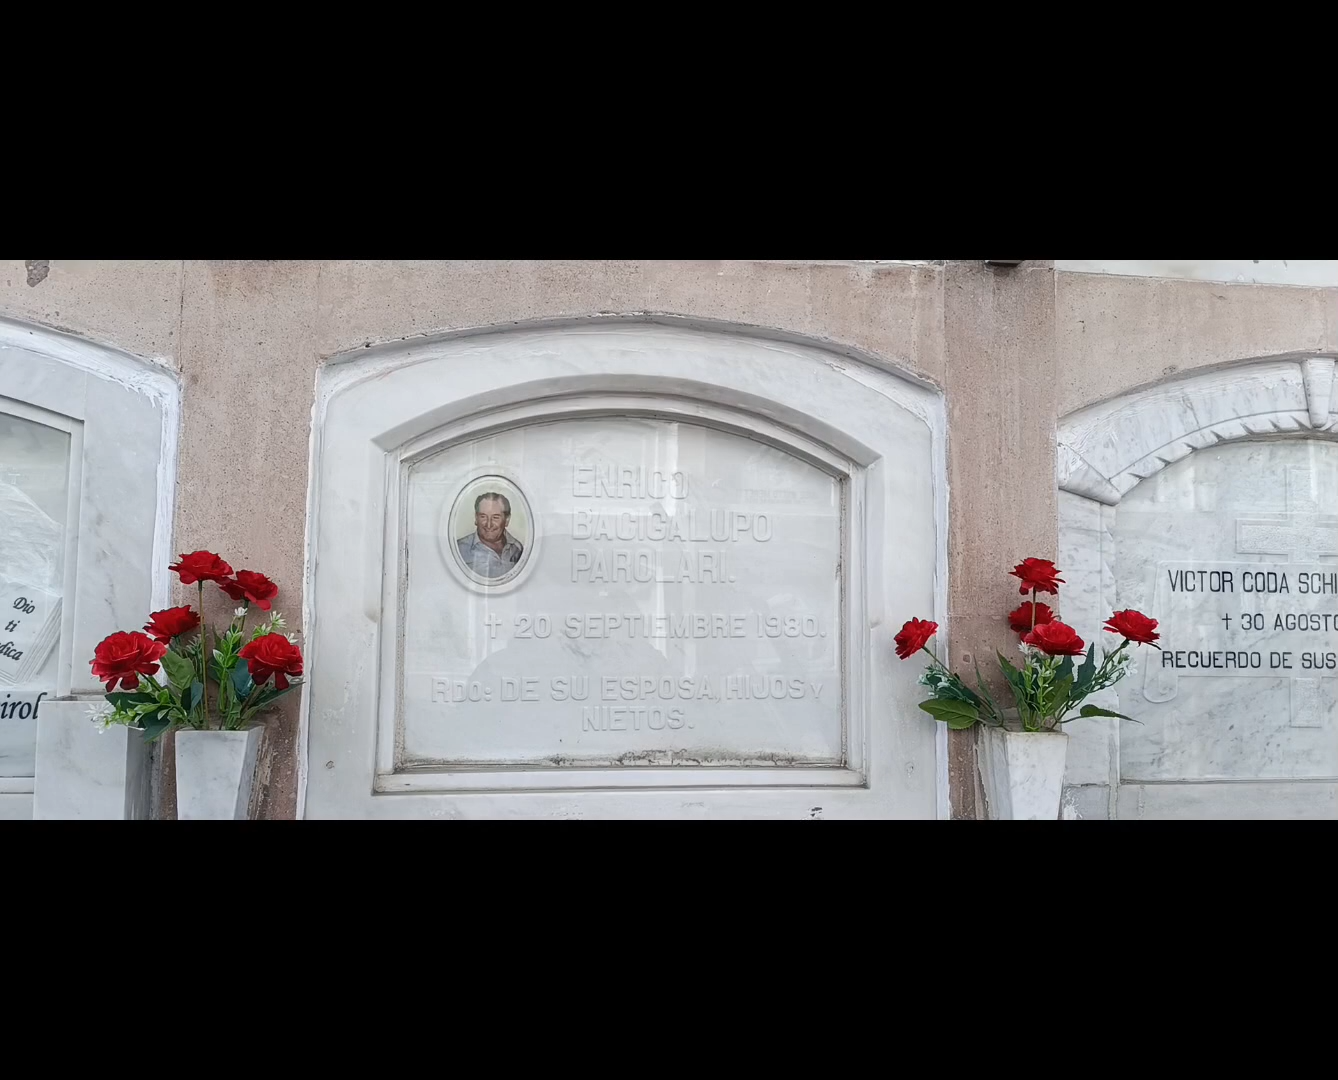 Dio
ti
irol
ENRICO
BACIGALUPO
PAROLARI.
† 20 SEPTIEMBRE 1980.
RDO: DE SU ESPOSA, HIJOS Y
NIETOS.
VICTOR CODA SCHI
† 30 AGOSTO
RECUERDO DE SUS